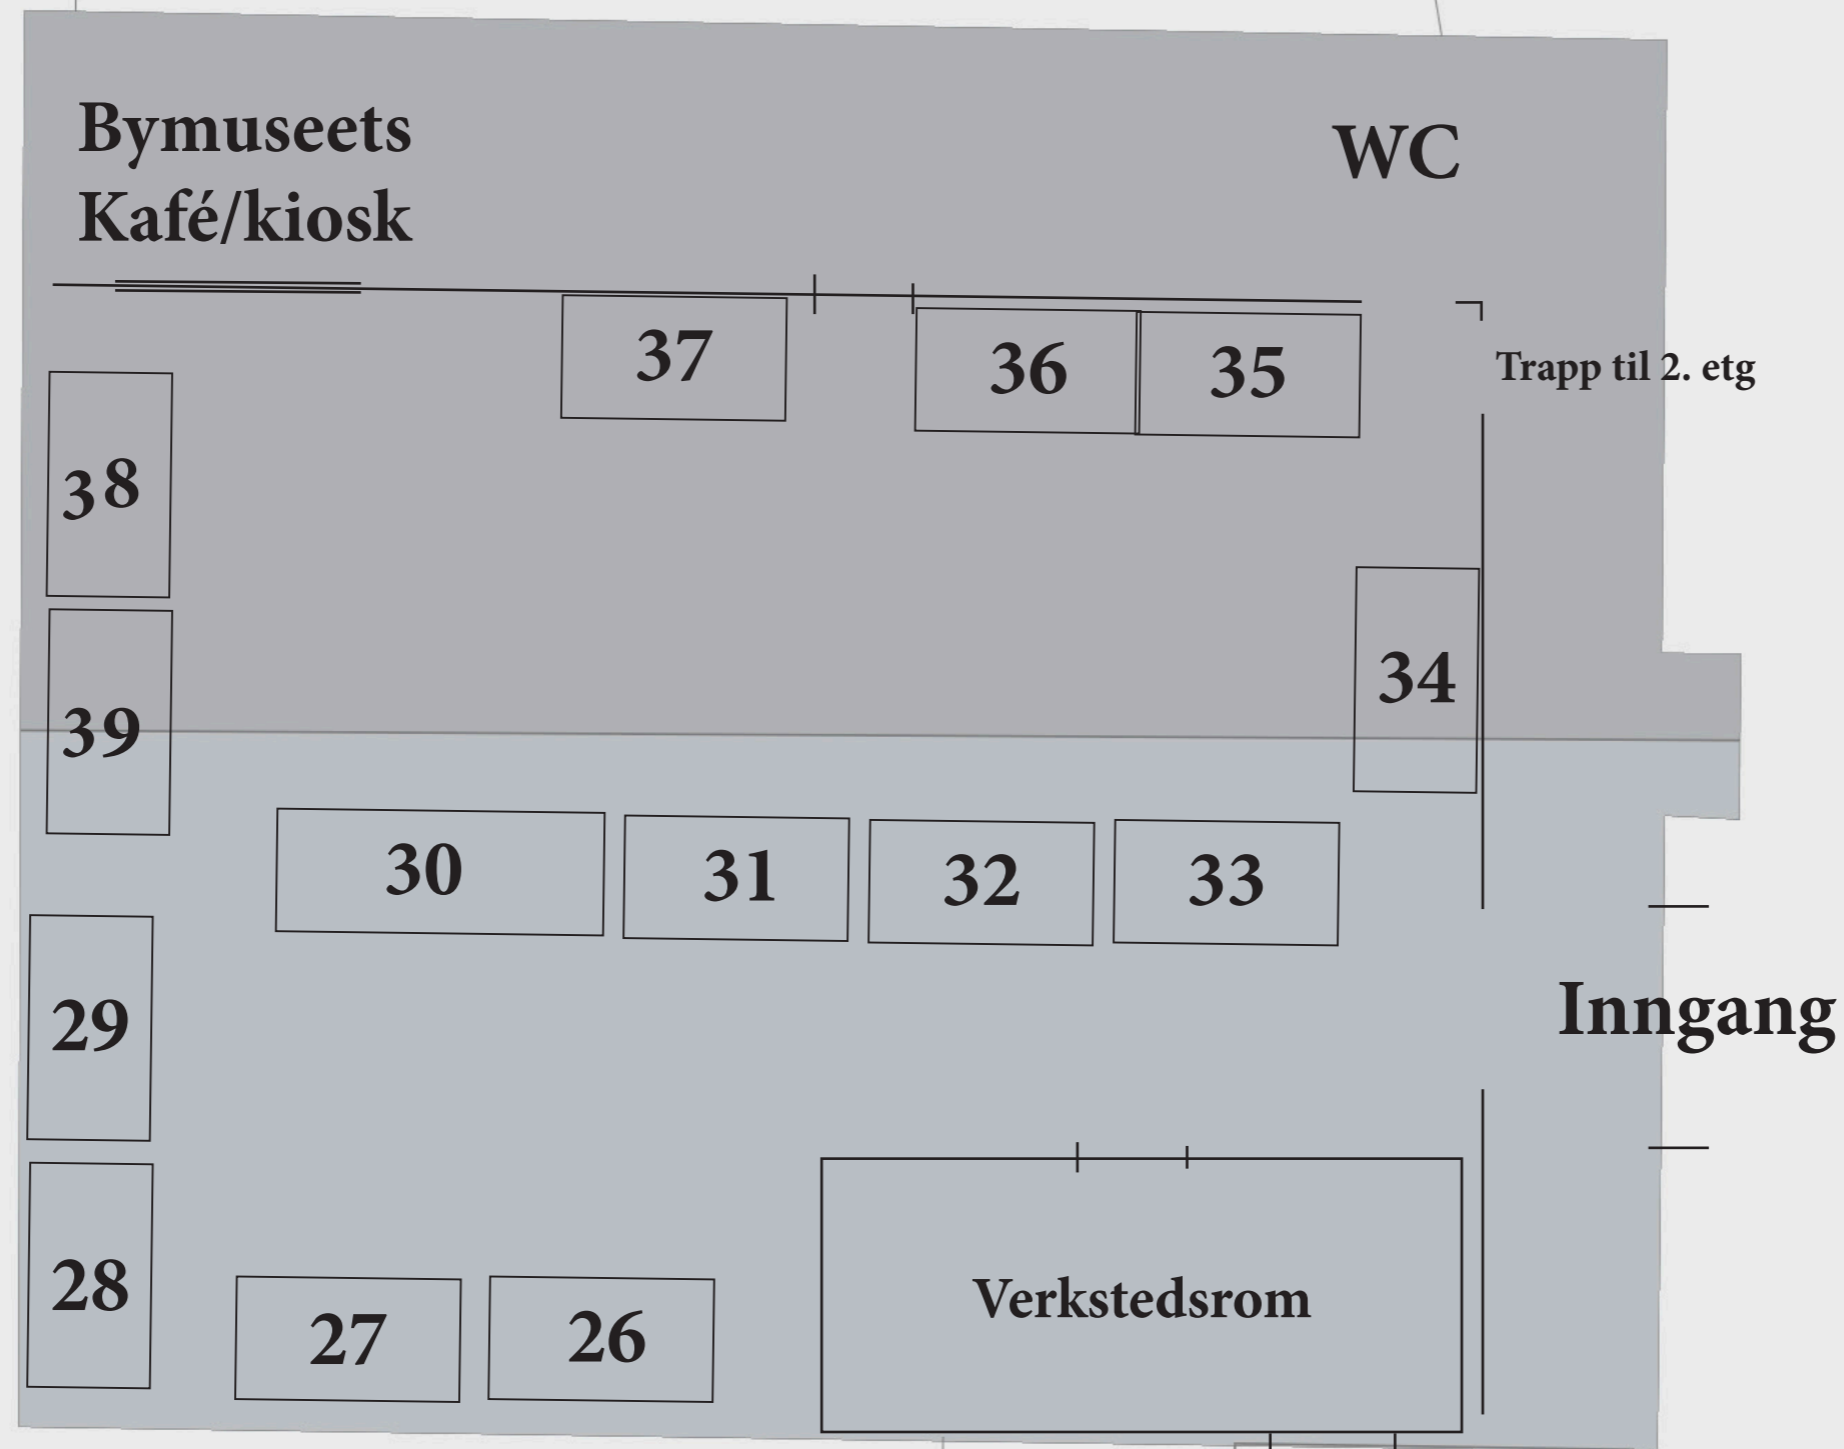 Bymuseets
Kafé/kiosk
WC
37
36
35
Trapp til 2. etg
38
34
39
30
31
32
33
29
Inngang
28
27
26
Verkstedsrom